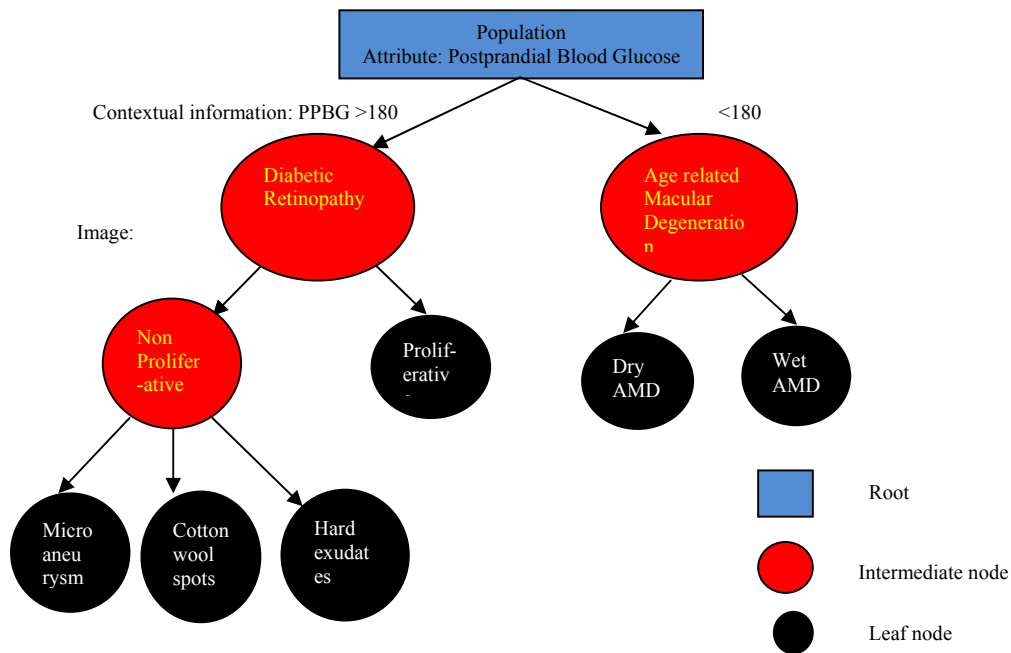 Population
Attribute: Postprandial Blood Glucose
Contextual information: PPBG >180
<180
Diabetic
Retinopathy
Age related
Macular
Degeneratio
n
Image:
Non
Prolifer
-ative
Prolif-
erativ
Dry
AMD
Wet
AMD
Micro
aneu
rysm
Cotton
wool
spots
Hard
exudat
es
Root
Intermediate node
Leaf node